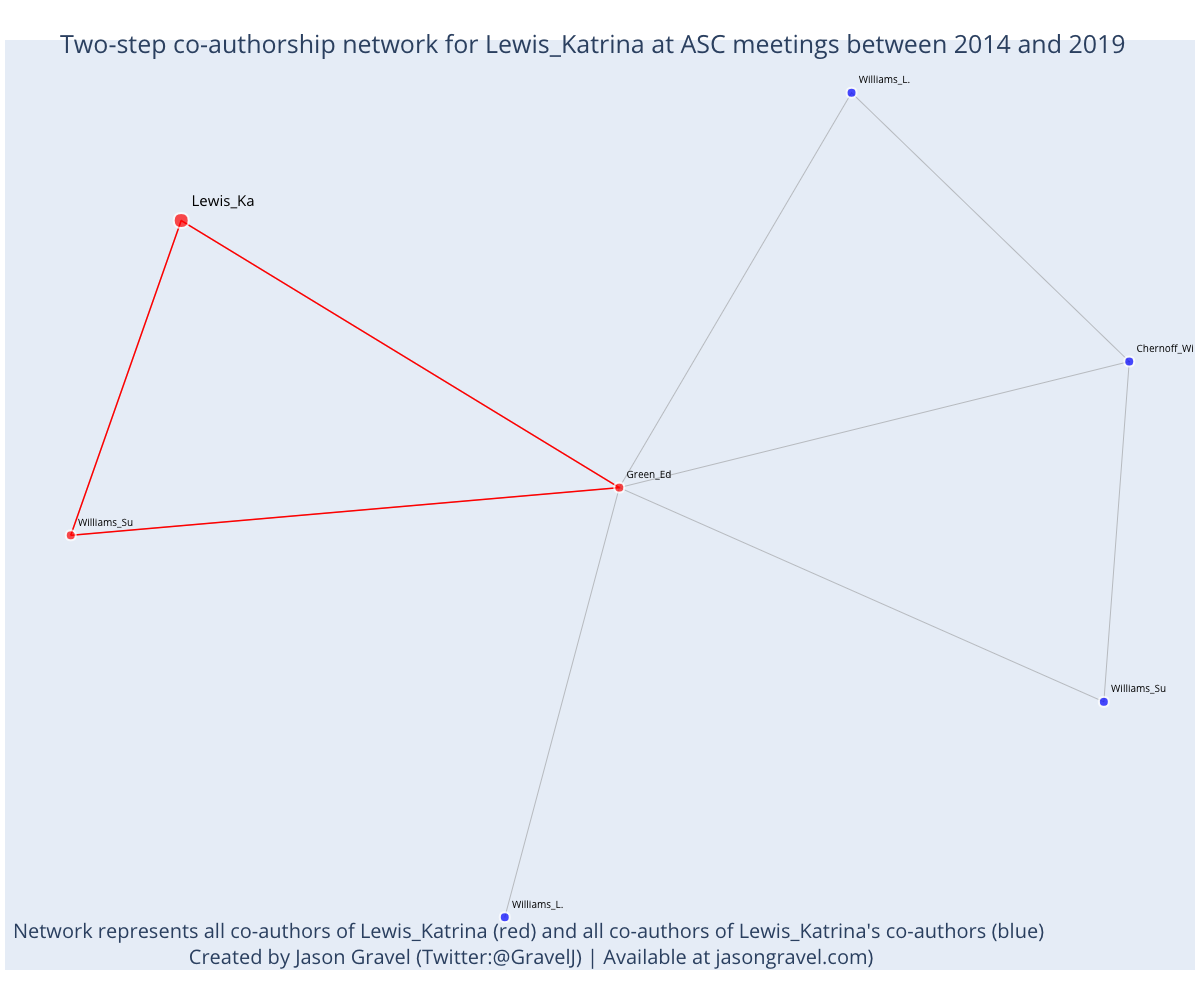 Two-step co-authorship network for Lewis_Katrina at ASC meetings between 2014 and 2019
Williams_L.
Lewis_Ka
Chernoff_Wi
Green_Ed
Williams_Su
Williams_Su
Williams_L.
Network represents all co-authors of Lewis_Katrina (red) and all co-authors of Lewis_Katrina's co-authors (blue)
Created by Jason Gravel (Twitter:@GravelJ) | Available at jasongravel.com)